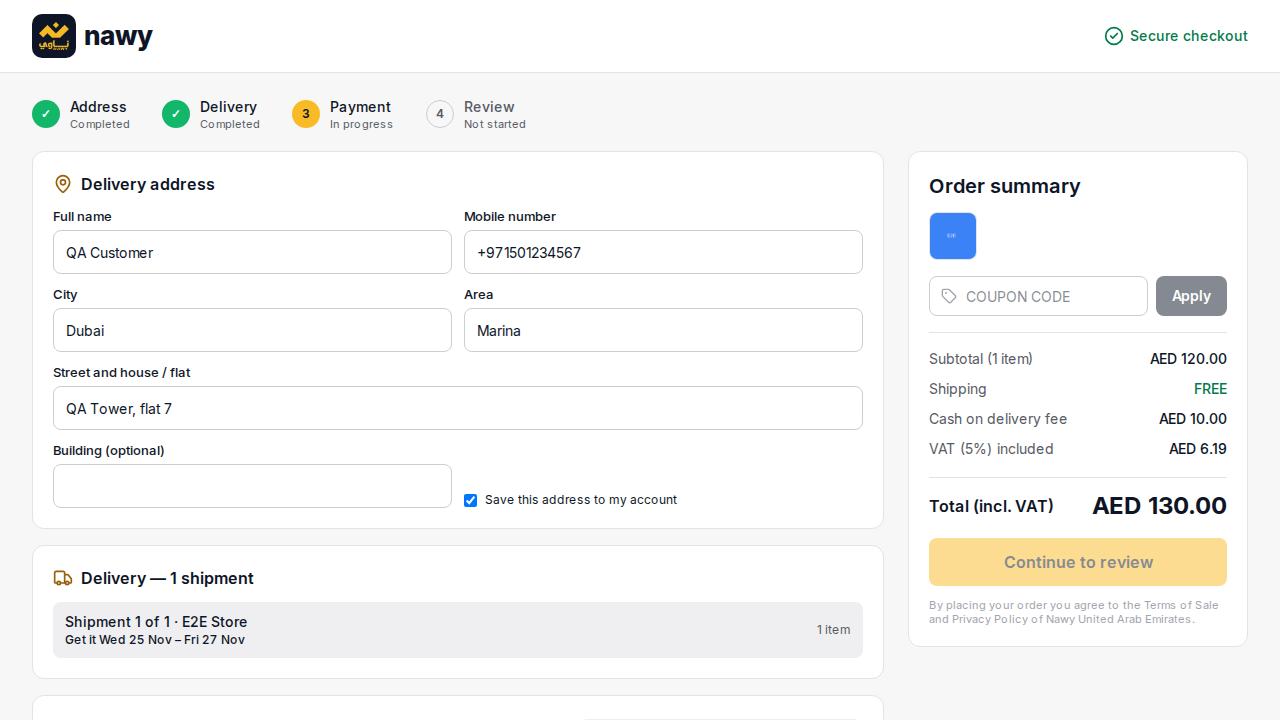 ناوي
NAWY
nawy
Secure checkout
✓ Address
Completed
✓ Delivery
Completed
3 Payment
In progress
4 Review
Not started
Delivery address
Full name
Mobile number
QA Customer
+971501234567
City
Area
Dubai
Marina
Street and house / flat
QA Tower, flat 7
Building (optional)
Save this address to my account
Delivery — 1 shipment
Shipment 1 of 1 · E2E Store
Get it Wed 25 Nov – Fri 27 Nov
1 item
Order summary
COUPON CODE
Apply
Subtotal (1 item) AED 120.00
Shipping FREE
Cash on delivery fee AED 10.00
VAT (5%) included AED 6.19
Total (incl. VAT) AED 130.00
Continue to review
By placing your order you agree to the Terms of Sale
and Privacy Policy of Nawy United Arab Emirates.